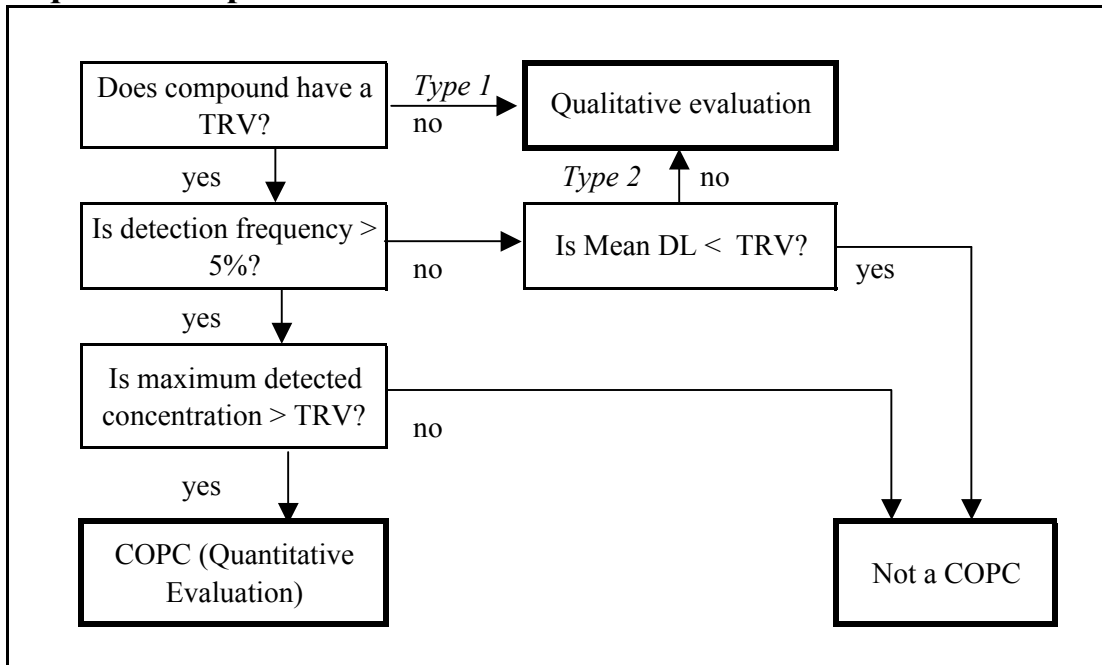 Does compound have a
TRV?
Type 1
no
Qualitative evaluation
yes
Type 2
no
Is detection frequency >
5%?
no
Is Mean DL < TRV?
yes
yes
Is maximum detected
concentration > TRV?
no
yes
COPC (Quantitative
Evaluation)
Not a COPC